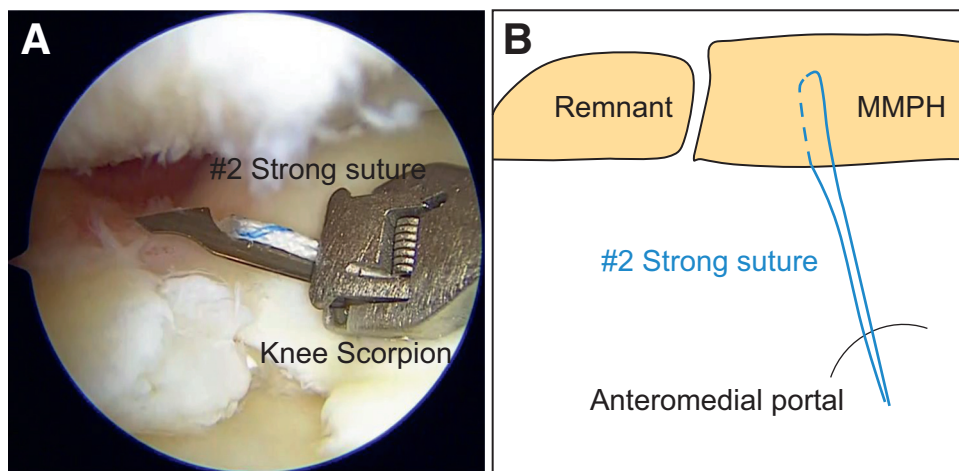 A
#2 Strong suture
Knee Scorpion
B
Remnant
MMPH
#2 Strong suture
Anteromedial portal